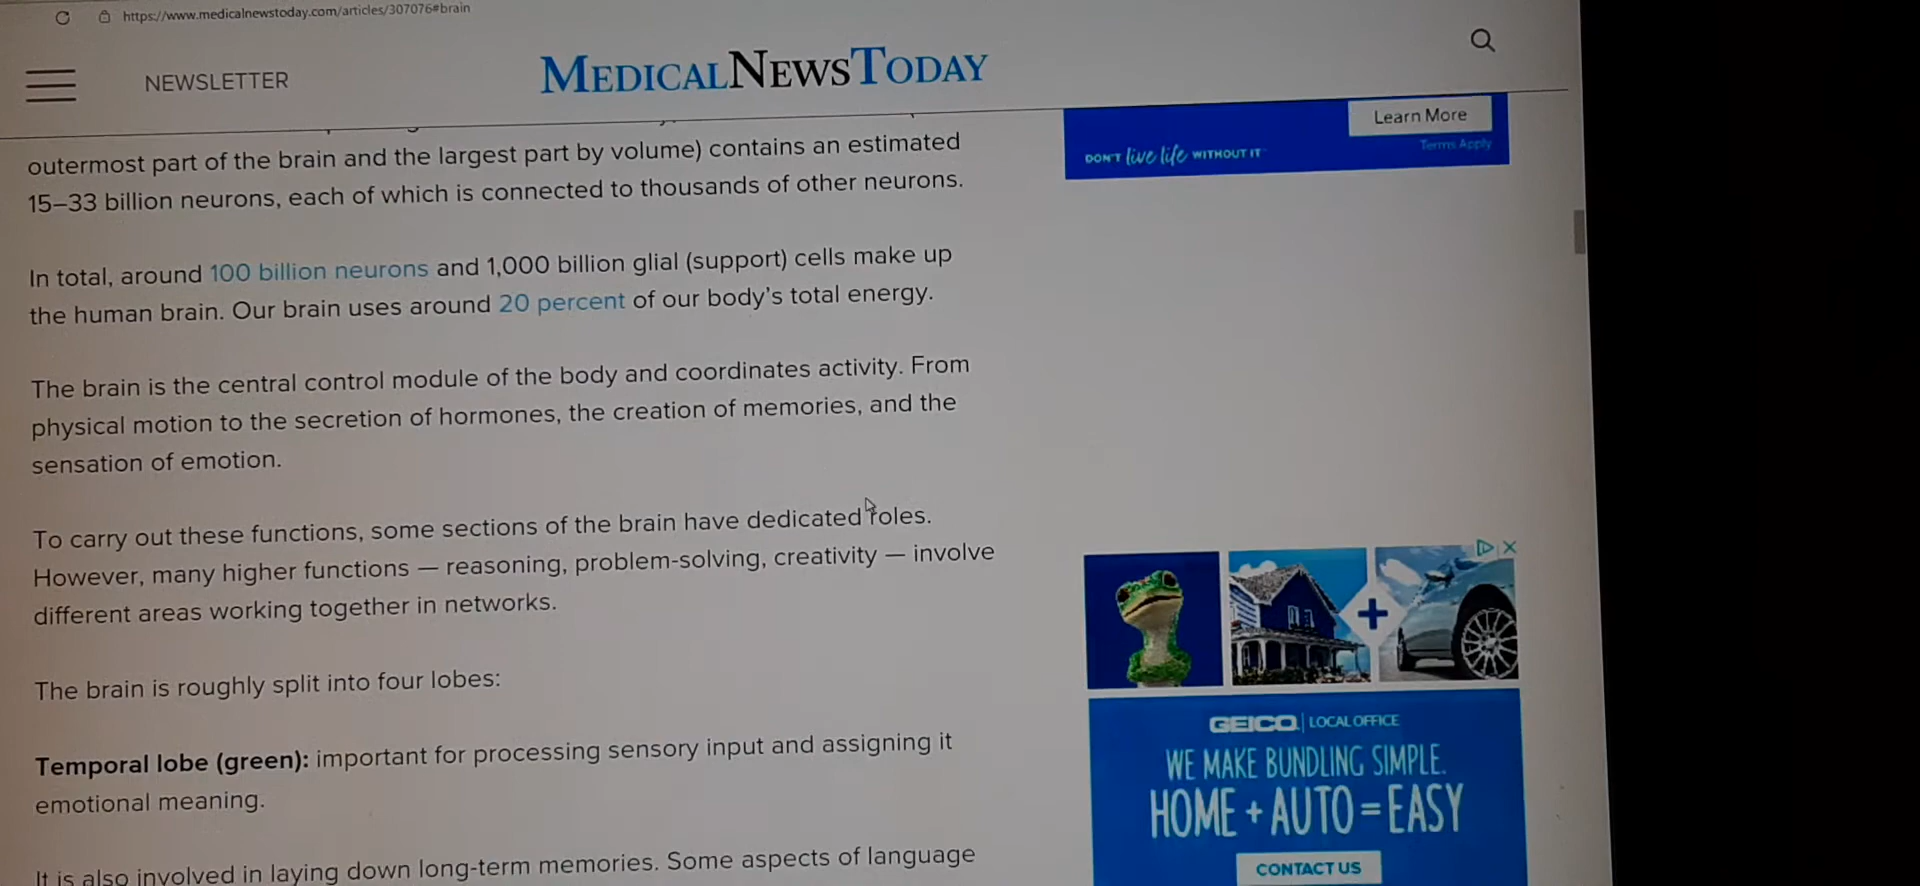 https://www.medicalnewstoday.com/articles/307076#brain
NEWSLETTER
MEDICALNEWSTODAY
outermost part of the brain and the largest part by volume) contains an estimated
15–33 billion neurons, each of which is connected to thousands of other neurons.
In total, around 100 billion neurons and 1,000 billion glial (support) cells make up
the human brain. Our brain uses around 20 percent of our body's total energy.
The brain is the central control module of the body and coordinates activity. From
physical motion to the secretion of hormones, the creation of memories, and the
sensation of emotion.
To carry out these functions, some sections of the brain have dedicated roles.
However, many higher functions — reasoning, problem-solving, creativity — involve
different areas working together in networks.
The brain is roughly split into four lobes:
Temporal lobe (green): important for processing sensory input and assigning it
emotional meaning.
It is also involved in laying down long-term memories. Some aspects of language
Learn More
DON'T live life WITHOUT IT
Terms Apply
GEICO | LOCAL OFFICE
WE MAKE BUNDLING SIMPLE.
HOME + AUTO = EASY
CONTACT US